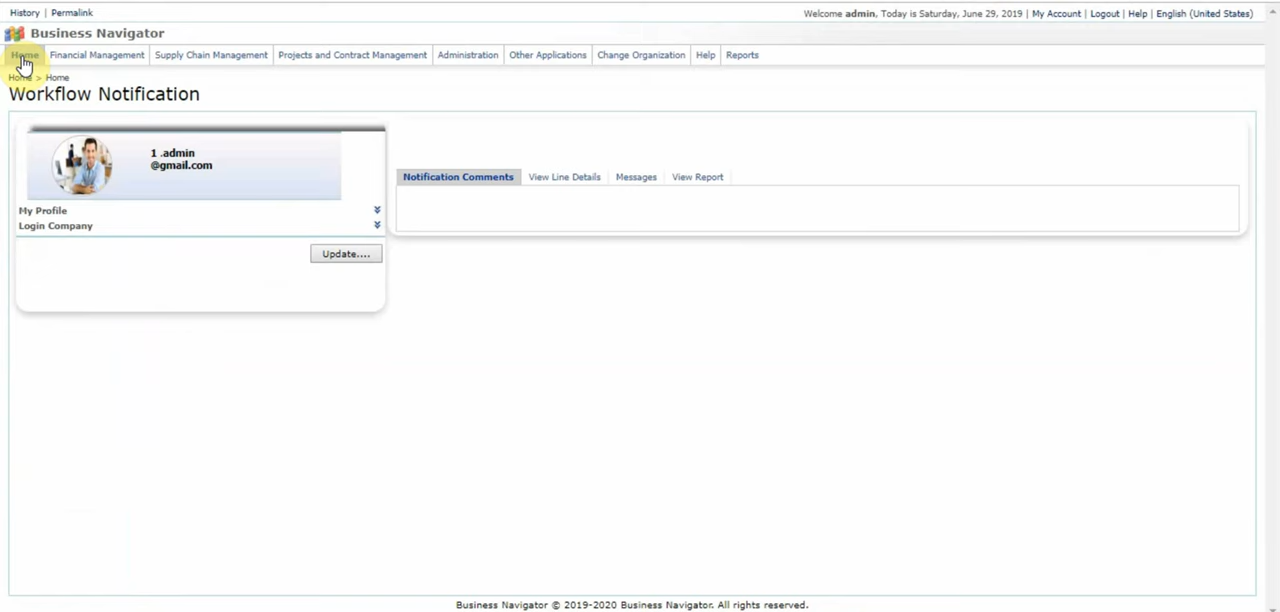 History | Permalink
Welcome admin, Today is Saturday, June 29, 2019 | My Account | Logout | Help | English (United States)
Business Navigator
Home | Financial Management | Supply Chain Management | Projects and Contract Management | Administration | Other Applications | Change Organization | Help | Reports
Home > Home
Workflow Notification
1 .admin
@gmail.com
Notification Comments | View Line Details | Messages | View Report
My Profile
Login Company
Update....
Business Navigator © 2019-2020 Business Navigator. All rights reserved.